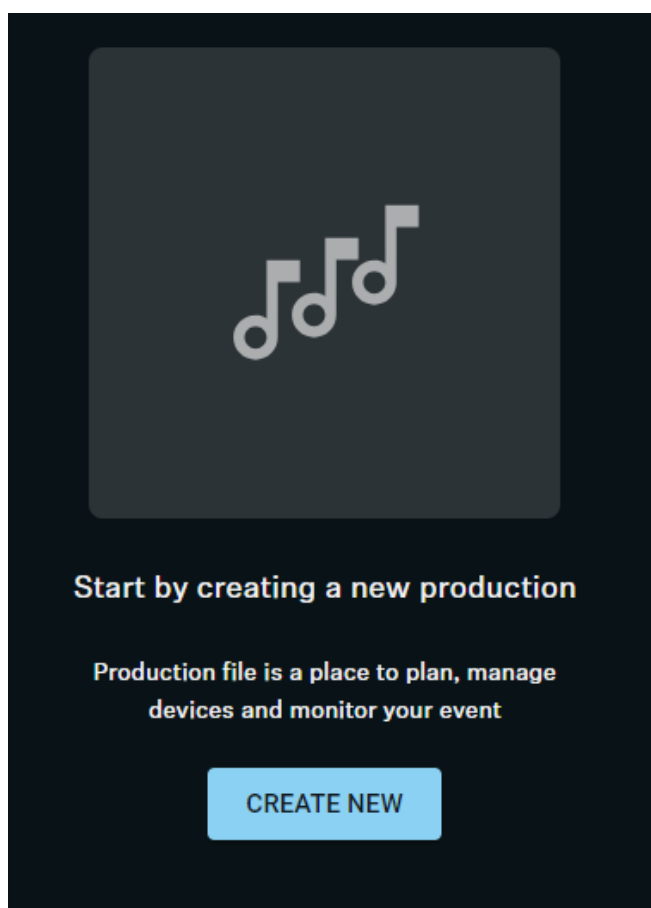 Start by creating a new production
Production file is a place to plan, manage
devices and monitor your event
CREATE NEW